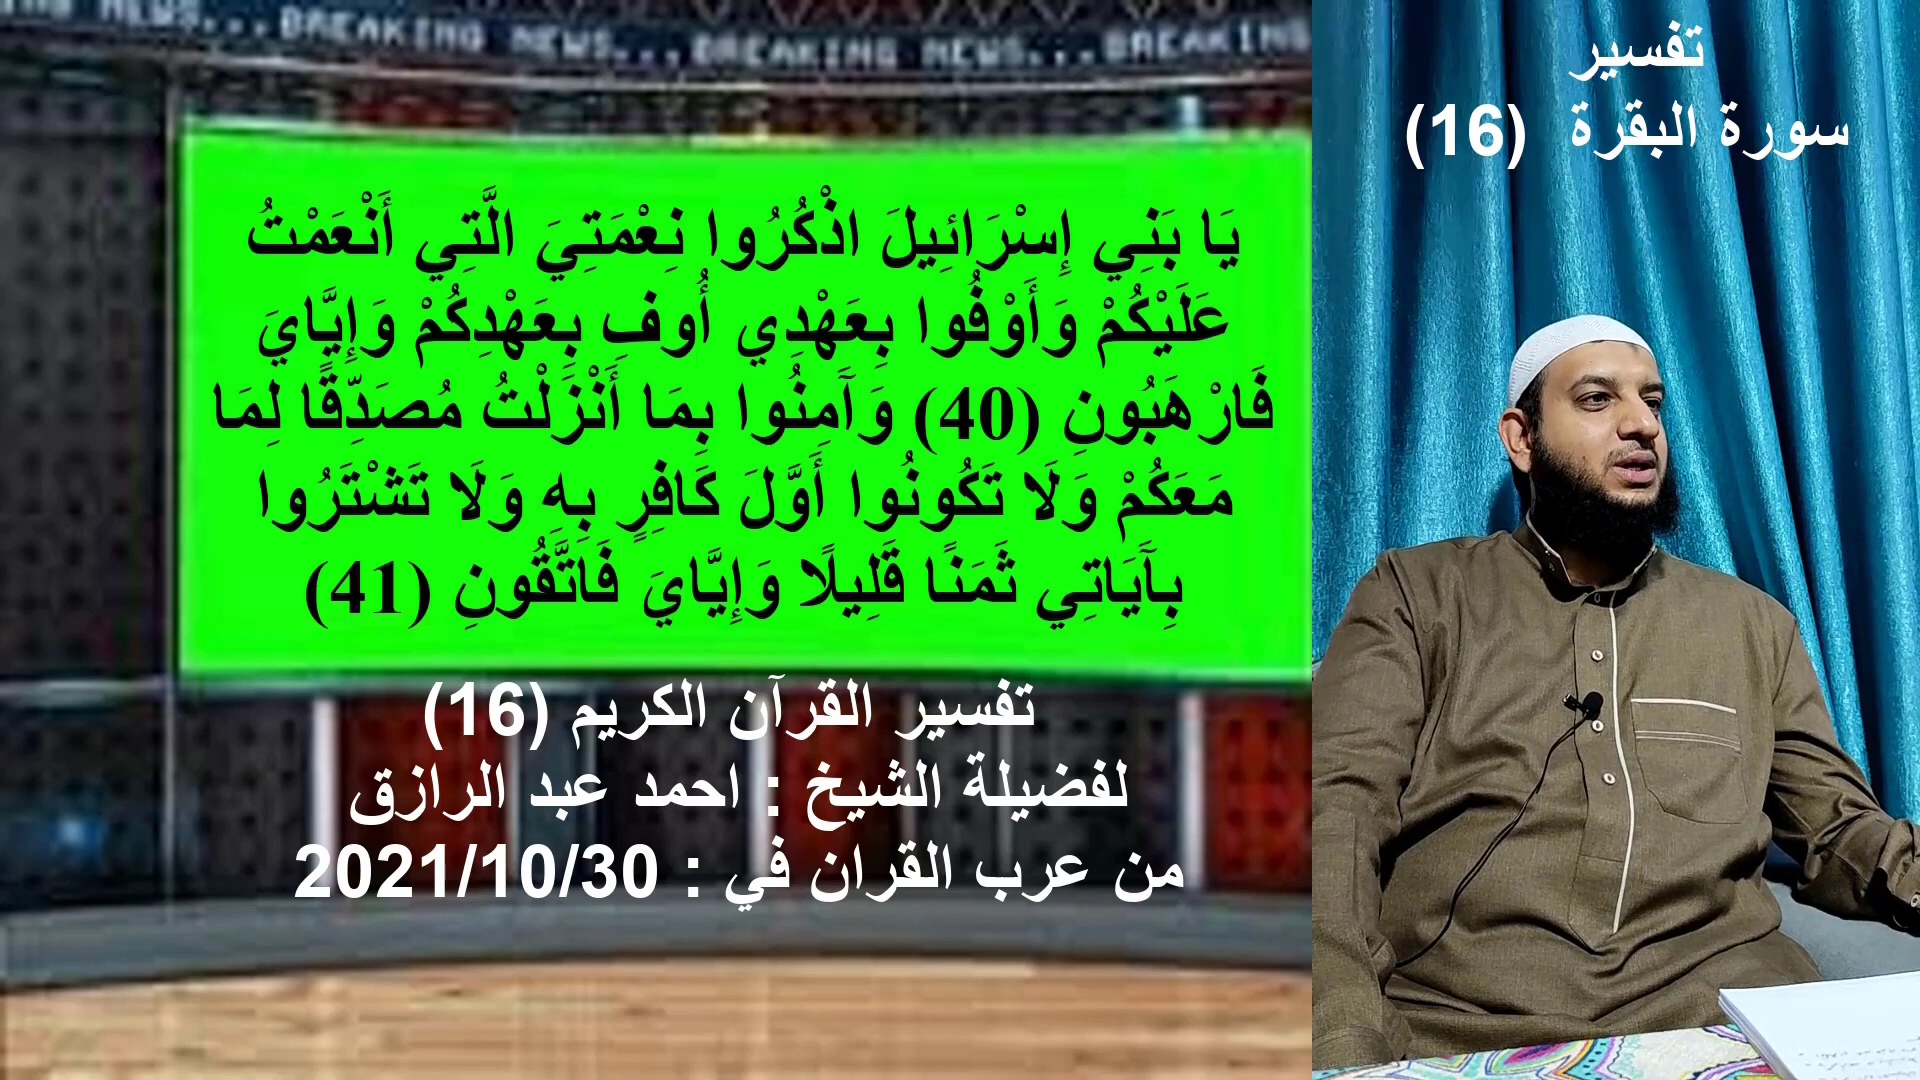 NEWS...BREAKING NEWS...BREAKING NEWS...BREAKING
تفسير
سورة البقرة (16)
يَا بَنِي إِسْرَائِيلَ اذْكُرُوا نِعْمَتِيَ الَّتِي أَنْعَمْتُ
عَلَيْكُمْ وَأَوْفُوا بِعَهْدِي أُوفِ بِعَهْدِكُمْ وَإِيَّايَ
فَارْهَبُونِ (40) وَآَمِنُوا بِمَا أَنْزَلْتُ مُصَدِّقًا لِمَا
مَعَكُمْ وَلَا تَكُونُوا أَوَّلَ كَافِرٍ بِهِ وَلَا تَشْتَرُوا
بِآَيَاتِي ثَمَنًا قَلِيلًا وَإِيَّايَ فَاتَّقُونِ (41)
تفسير القرآن الكريم (16)
لفضيلة الشيخ : احمد عبد الرازق
من عرب القران في : 2021/10/30